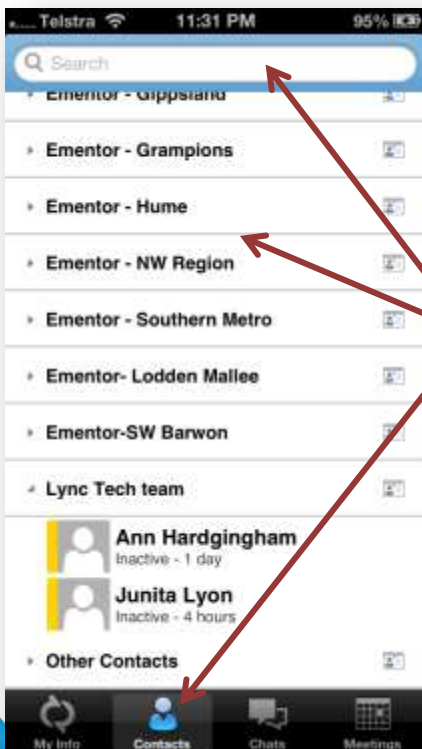 Telstra 11:31 PM 95%
Search
Ementor - Gippsland
Ementor - Grampions
Ementor - Hume
Ementor - NW Region
Ementor - Southern Metro
Ementor- Lodden Mallee
Ementor-SW Barwon
Lync Tech team
Ann Hardgingham
Inactive - 1 day
Junita Lyon
Inactive - 4 hours
Other Contacts
My Info Contacts Chats Meetings